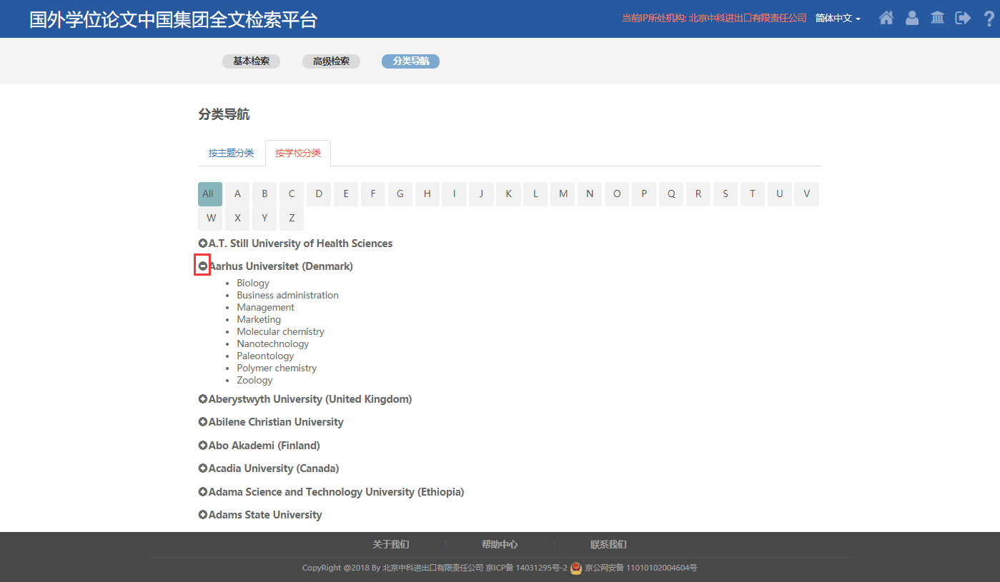 国外学位论文中国集团全文检索平台
当前IP所处机构: 北京中科进出口有限责任公司 简体中文
基本检索 高级检索 分类导航
分类导航
按主题分类 按学校分类
All A B C D E F G H I J K L M N O P Q R S T U V
W X Y Z
A.T. Still University of Health Sciences
Aarhus Universitet (Denmark)
Biology
Business administration
Management
Marketing
Molecular chemistry
Nanotechnology
Paleontology
Polymer chemistry
Zoology
Aberystwyth University (United Kingdom)
Abilene Christian University
Abo Akademi (Finland)
Acadia University (Canada)
Adama Science and Technology University (Ethiopia)
Adams State University
关于我们 帮助中心 联系我们
CopyRight @2018 By 北京中科进出口有限责任公司 京ICP备 14031295号-2 京公网安备 11010102004604号